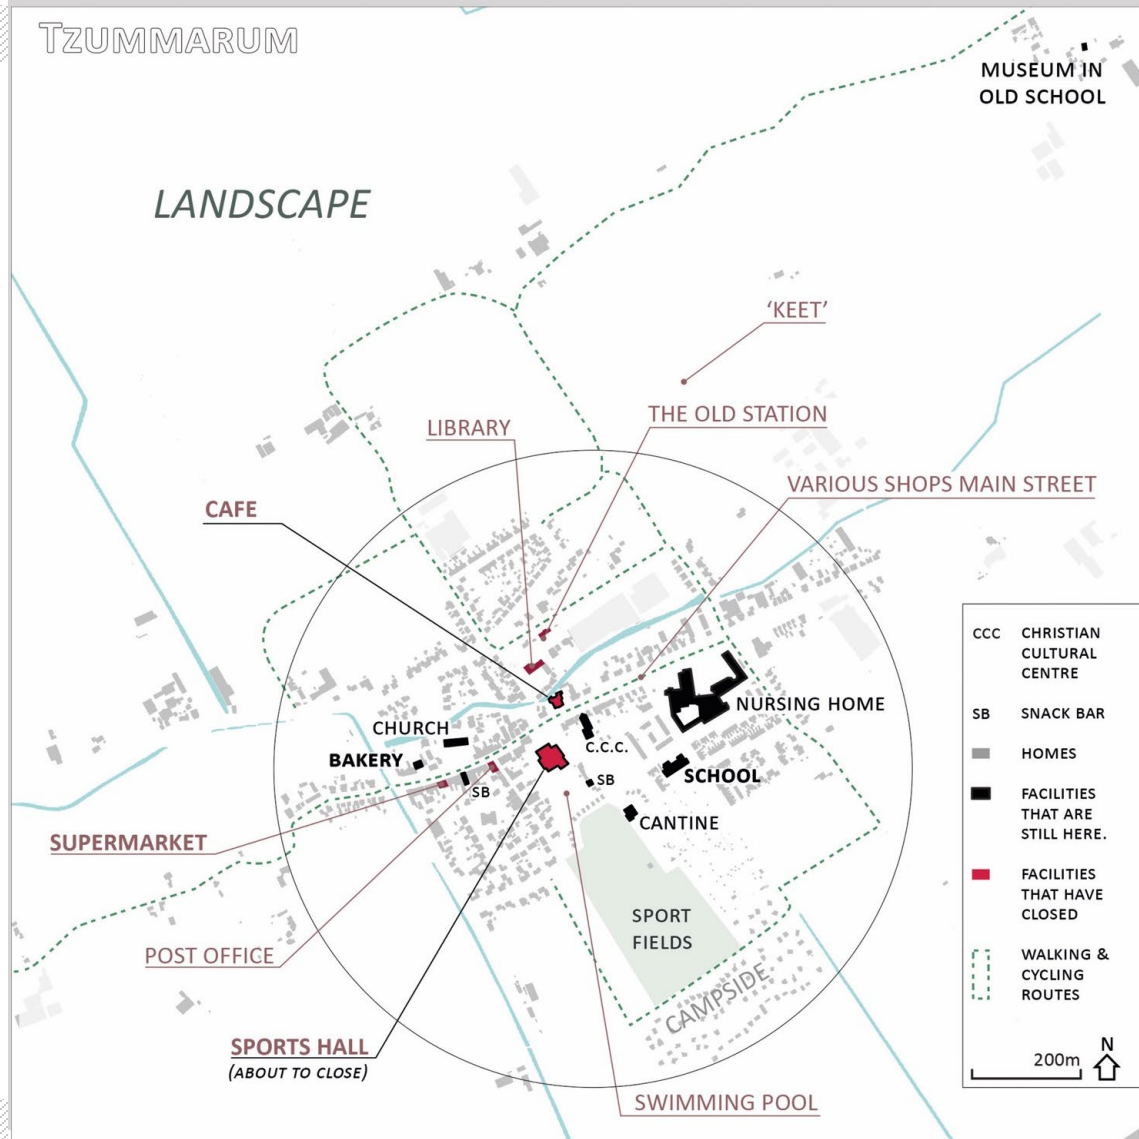 TZUMMARUM
MUSEUM IN
OLD SCHOOL
LANDSCAPE
‘KEET’
THE OLD STATION
LIBRARY
VARIOUS SHOPS MAIN STREET
CAFE
NURSING HOME
CHURCH
C.C.C.
BAKERY
SCHOOL
SB
SB
CANTINE
SUPERMARKET
SPORT
FIELDS
POST OFFICE
CAMPSIDE
SPORTS HALL
(ABOUT TO CLOSE)
SWIMMING POOL
CCC CHRISTIAN
CULTURAL
CENTRE
SB SNACK BAR
HOMES
FACILITIES
THAT ARE
STILL HERE.
FACILITIES
THAT HAVE
CLOSED
WALKING &
CYCLING
ROUTES
200m N